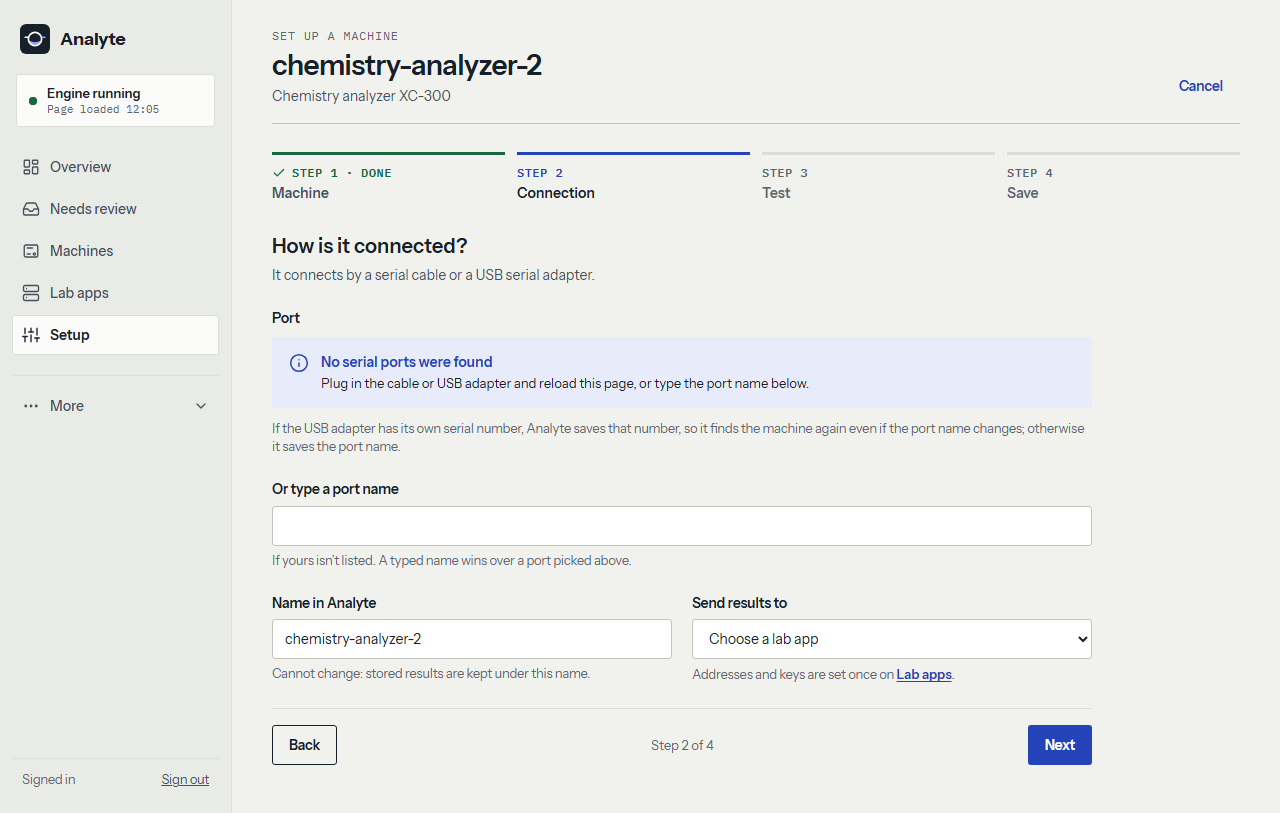 Analyte
Engine running
Page loaded 12:05
Overview
Needs review
Machines
Lab apps
Setup
More
Signed in
Sign out
SET UP A MACHINE
chemistry-analyzer-2
Chemistry analyzer XC-300
Cancel
STEP 1 · DONE
Machine
STEP 2
Connection
STEP 3
Test
STEP 4
Save
How is it connected?
It connects by a serial cable or a USB serial adapter.
Port
No serial ports were found
Plug in the cable or USB adapter and reload this page, or type the port name below.
If the USB adapter has its own serial number, Analyte saves that number, so it finds the machine again even if the port name changes; otherwise
it saves the port name.
Or type a port name
If yours isn't listed. A typed name wins over a port picked above.
Name in Analyte
chemistry-analyzer-2
Cannot change: stored results are kept under this name.
Send results to
Choose a lab app
Addresses and keys are set once on Lab apps.
Back
Step 2 of 4
Next